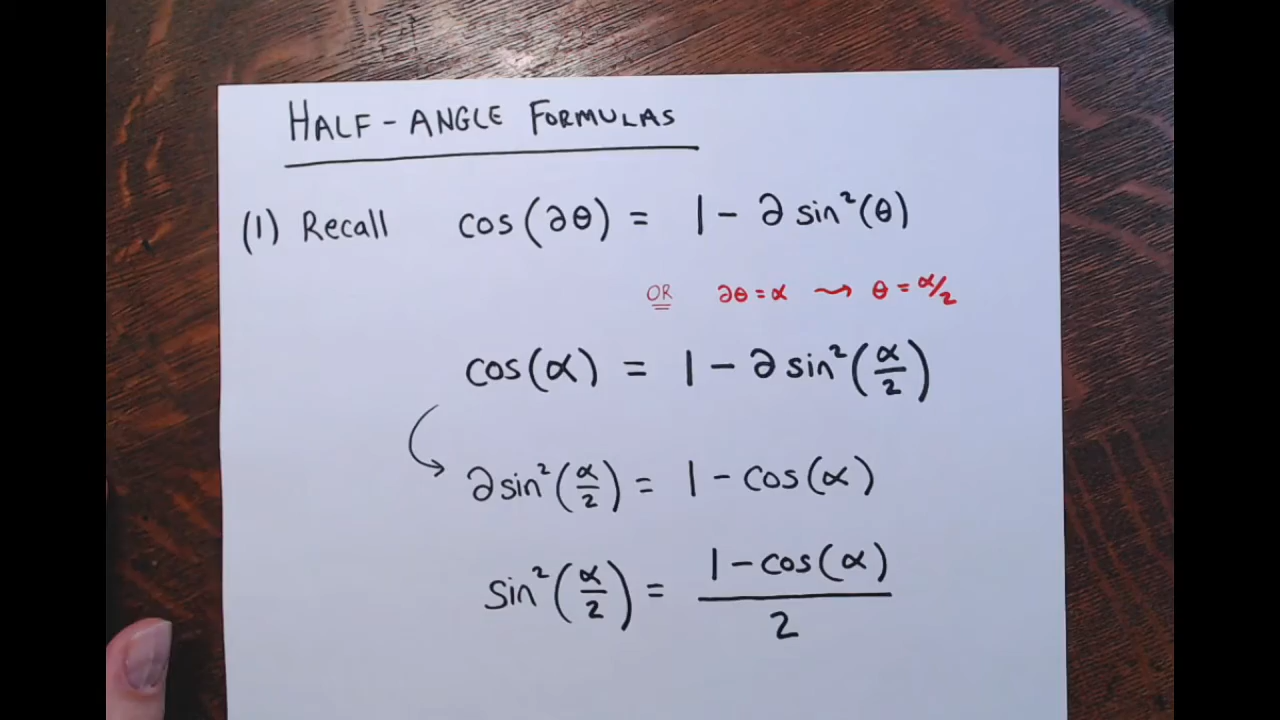 HALF-ANGLE FORMULAS
(1) Recall cos(2θ) = 1 - 2 sin²(θ)
OR 2θ = α → θ = α/2
cos(α) = 1 - 2 sin²(α/2)
2 sin²(α/2) = 1 - cos(α)
sin²(α/2) = (1 - cos(α))/2